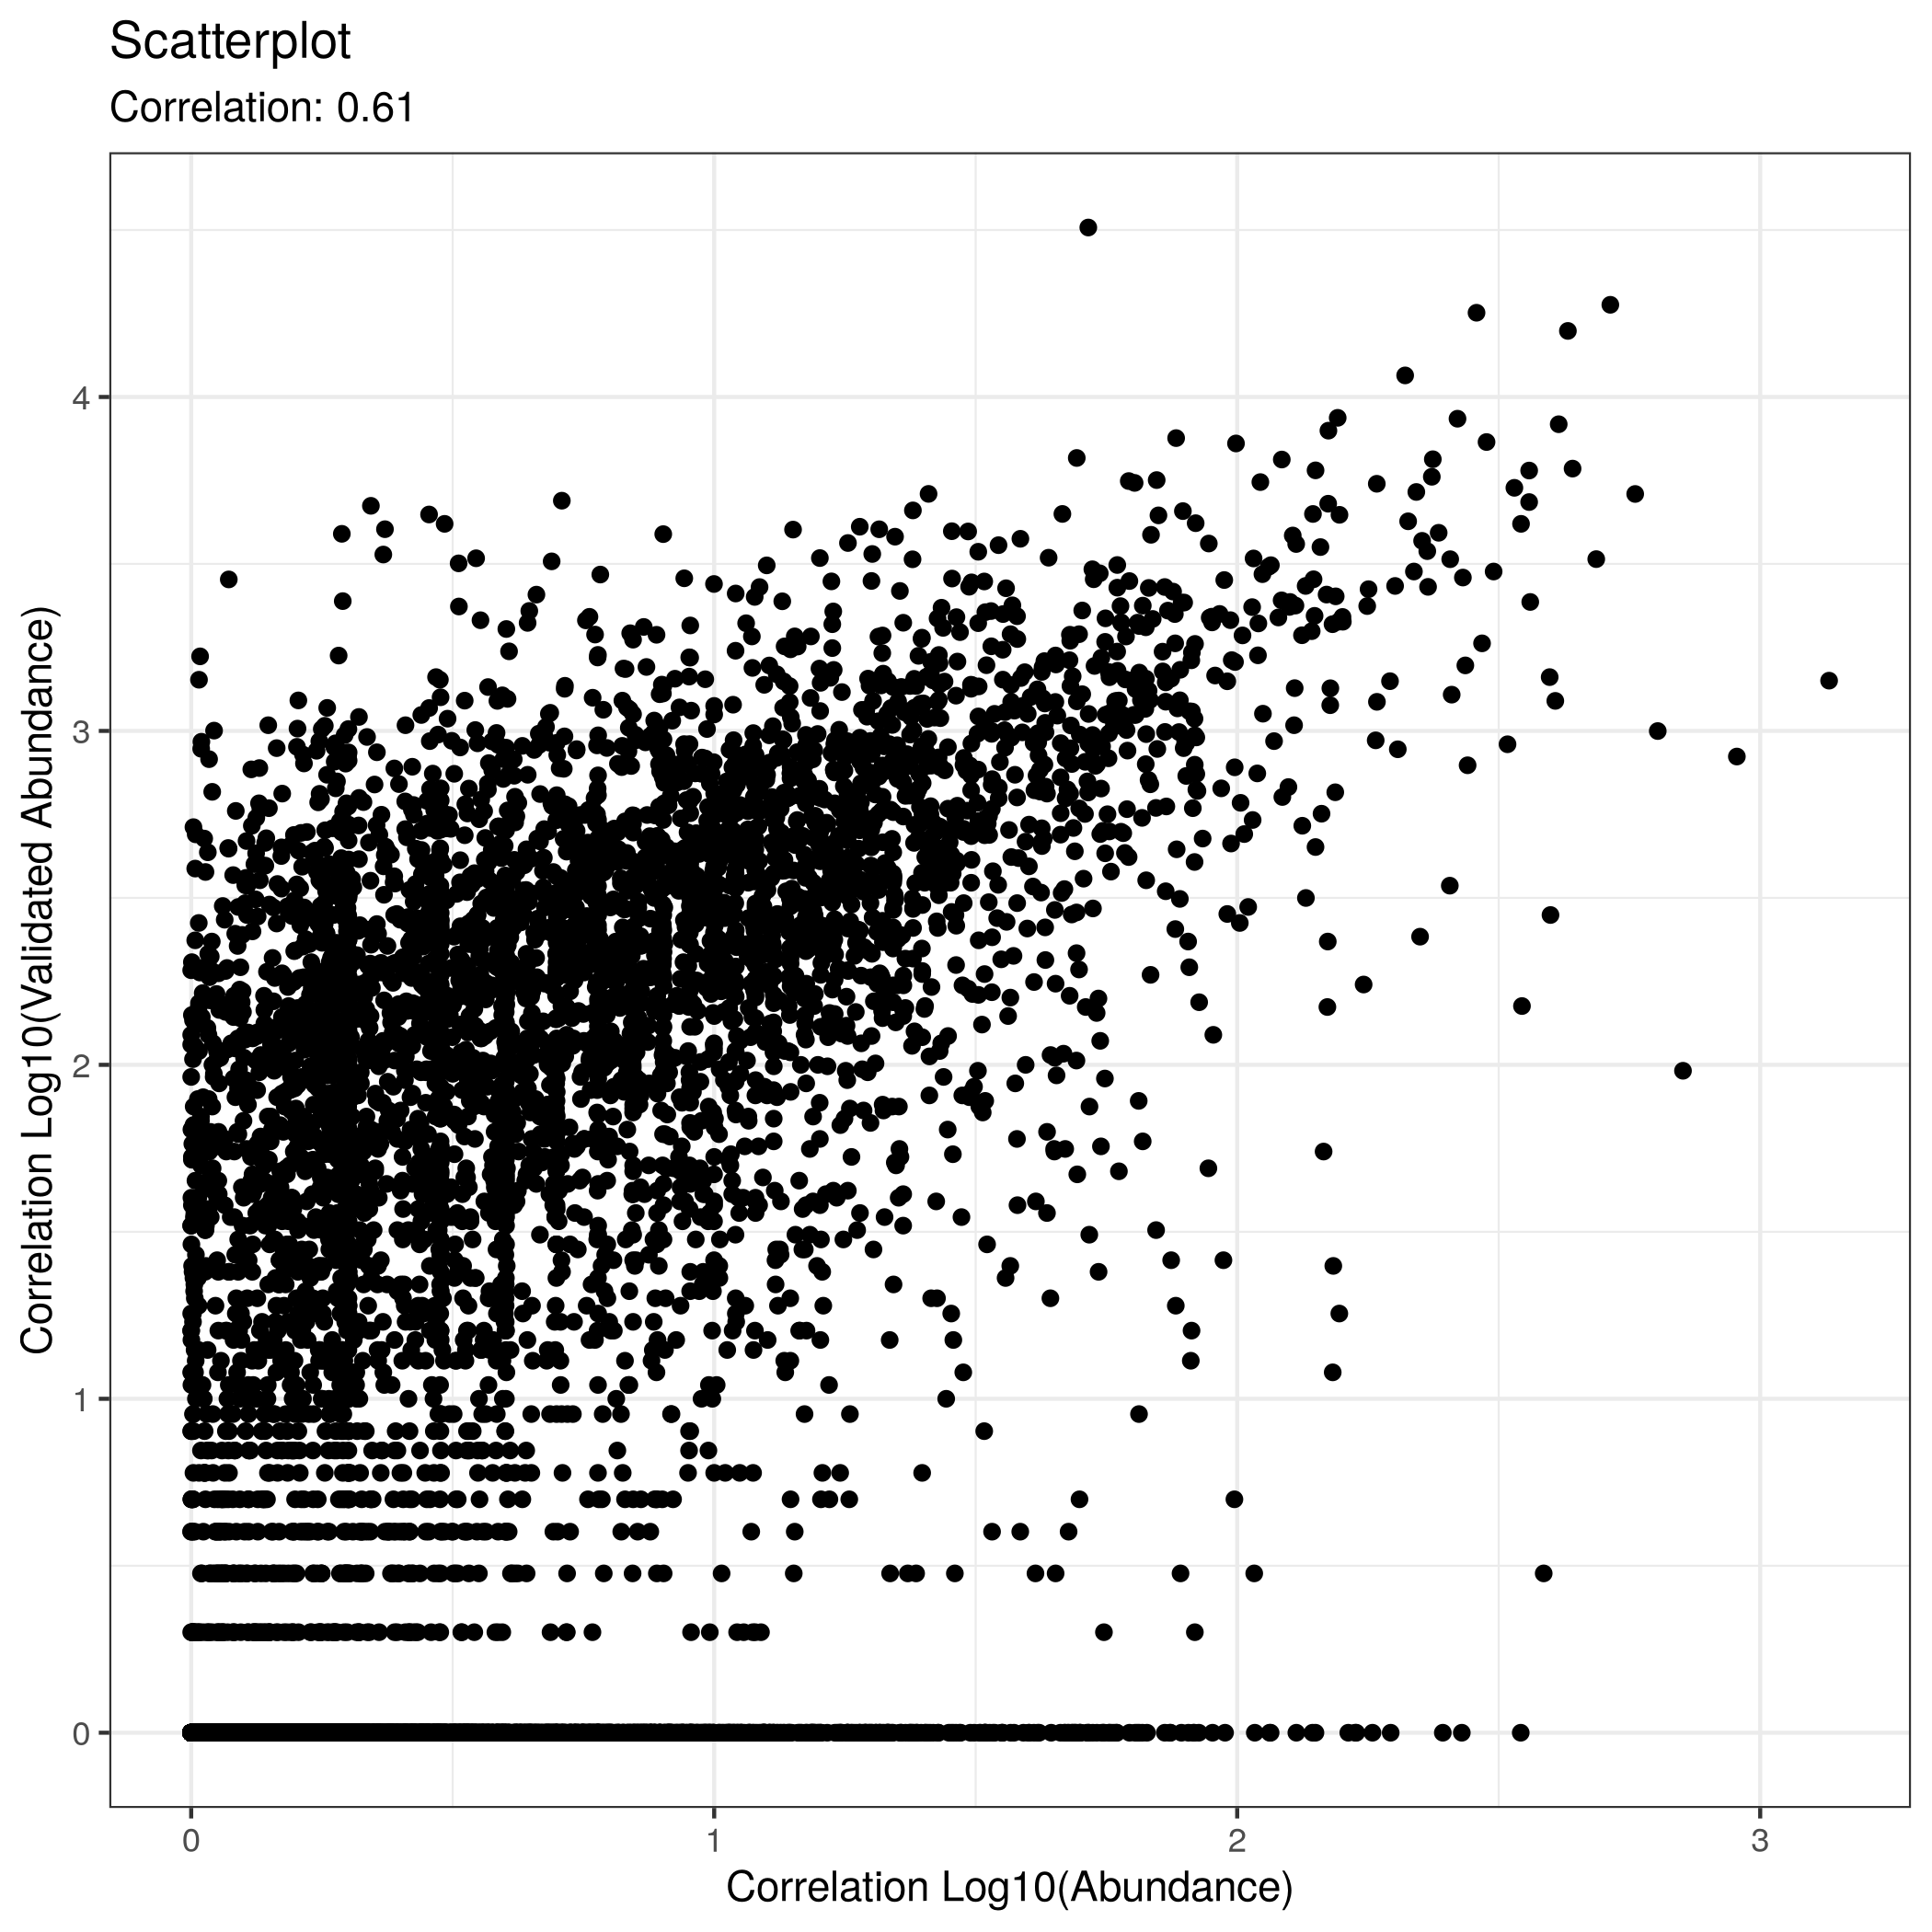 Scatterplot
Correlation: 0.61
Correlation Log10(Validated Abundance)
4
3
2
1
0
0
1
2
3
Correlation Log10(Abundance)